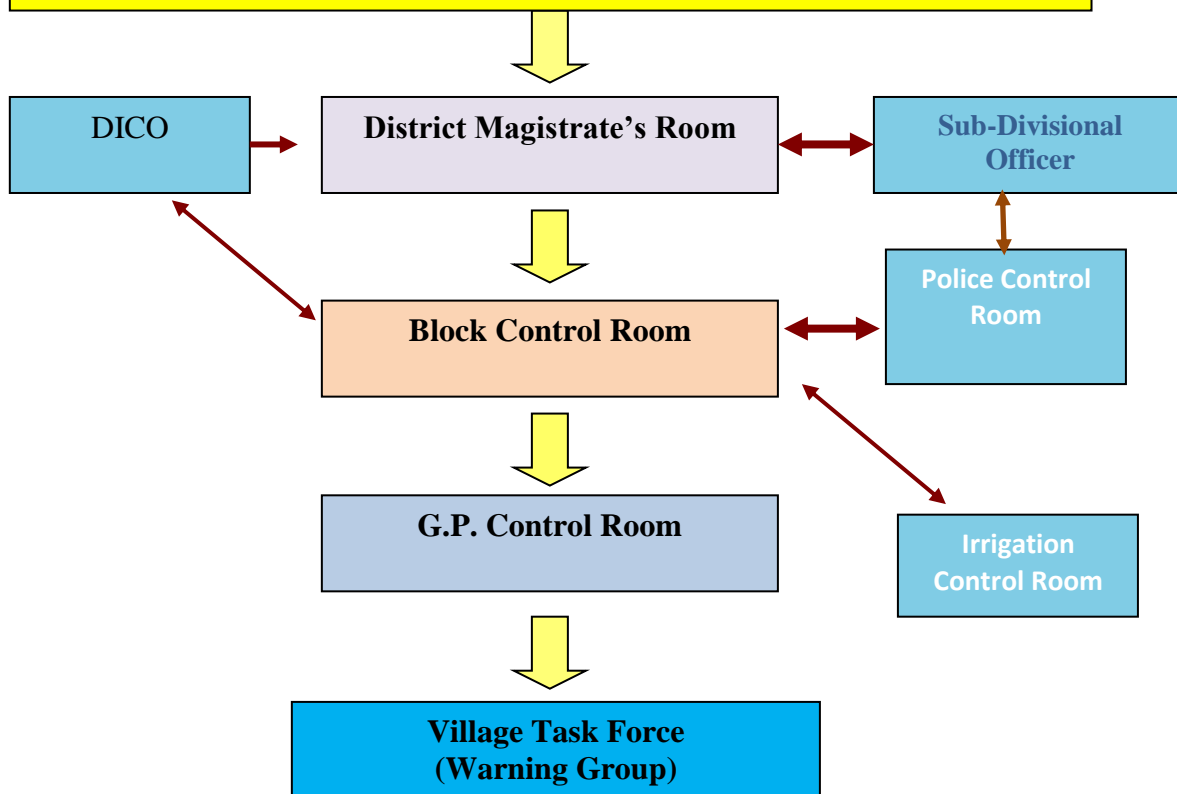 DICO
District Magistrate's Room
Sub-Divisional
Officer
Police Control
Room
Block Control Room
G.P. Control Room
Irrigation
Control Room
Village Task Force
(Warning Group)